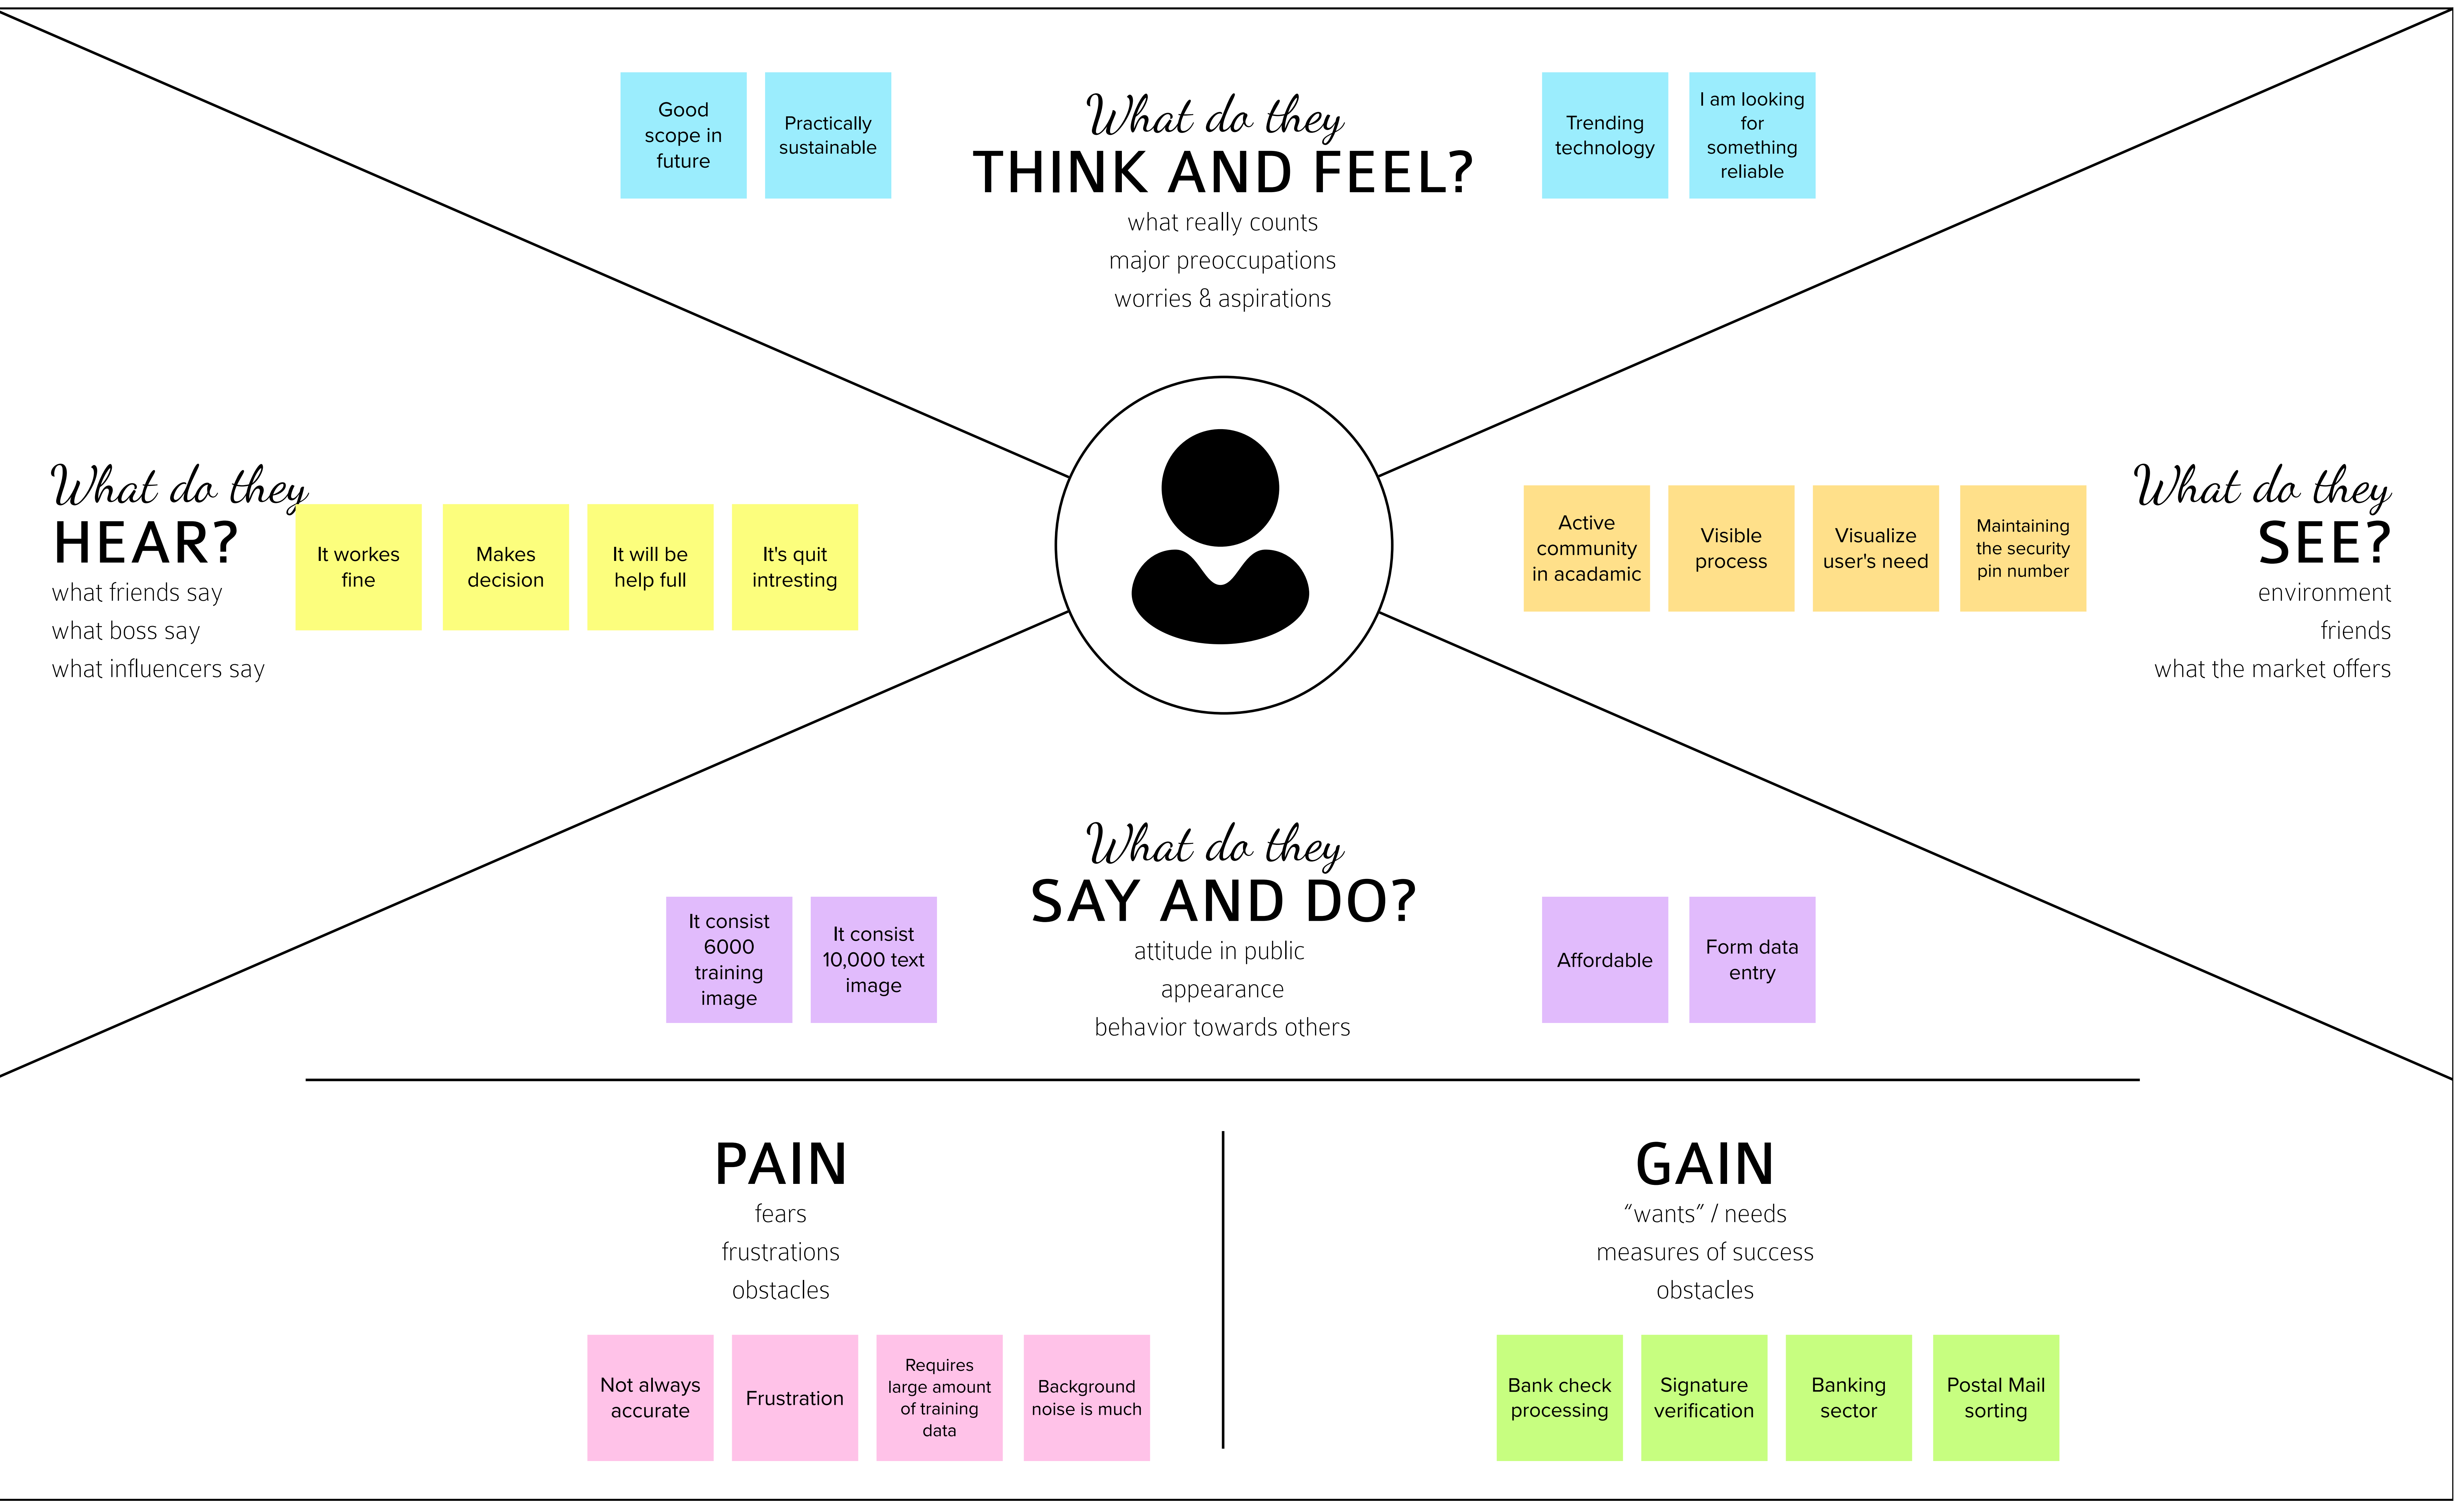 What do they
THINK AND FEEL?
what really counts
major preoccupations
worries & aspirations
Good
scope in
future
Practically
sustainable
Trending
technology
I am looking
for
something
reliable
What do they
HEAR?
what friends say
what boss say
what influencers say
It workes
fine
Makes
decision
It will be
help full
It's quit
intresting
Active
community
in acadamic
Visible
process
Visualize
user's need
Maintaining
the security
pin number
What do they
SEE?
environment
friends
what the market offers
What do they
SAY AND DO?
attitude in public
appearance
behavior towards others
It consist
6000
training
image
It consist
10,000 text
image
Affordable
Form data
entry
PAIN
fears
frustrations
obstacles
Not always
accurate
Frustration
Requires
large amount
of training
data
Background
noise is much
GAIN
“wants” / needs
measures of success
obstacles
Bank check
processing
Signature
verification
Banking
sector
Postal Mail
sorting